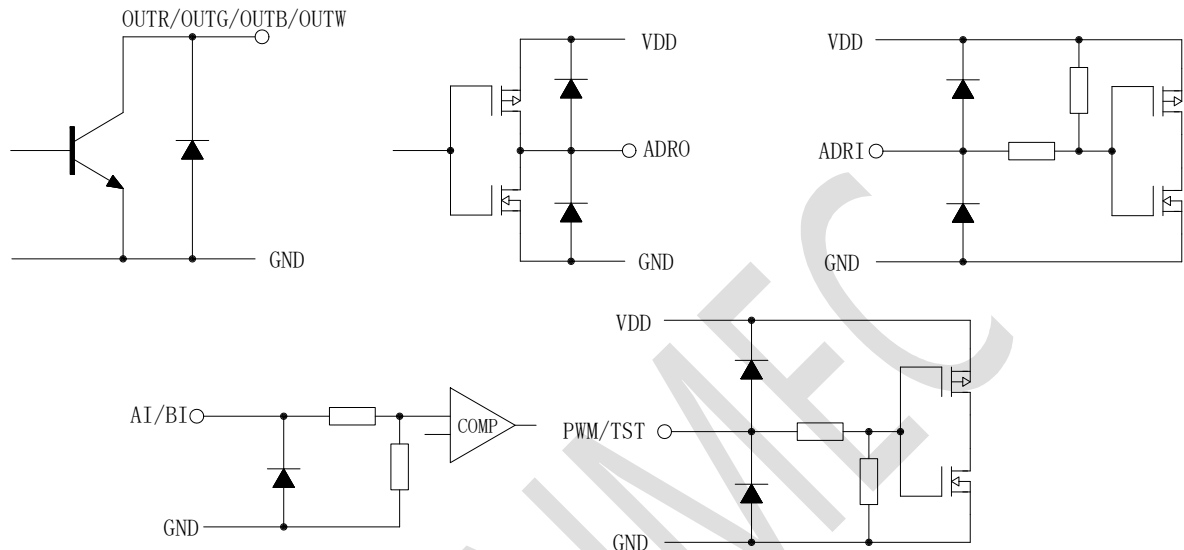 OUTR/OUTG/OUTB/OUTW
GND
VDD
ADRO
GND
VDD
ADRI
GND
AI/BI
COMP
GND
VDD
PWM/TST
GND